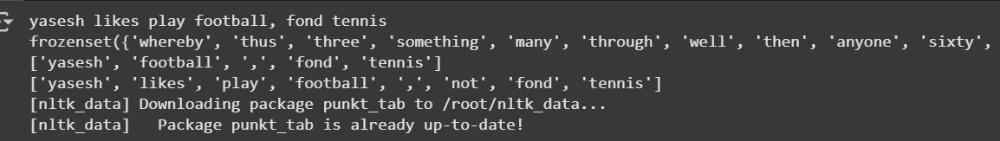 yasesh likes play football, fond tennis
frozenset({'whereby', 'thus', 'three', 'something', 'many', 'through', 'well', 'then', 'anyone', 'sixty',
['yasesh', 'football', ',', 'fond', 'tennis']
['yasesh', 'likes', 'play', 'football', ',', 'not', 'fond', 'tennis']
[nltk_data] Downloading package punkt_tab to /root/nltk_data...
[nltk_data]   Package punkt_tab is already up-to-date!